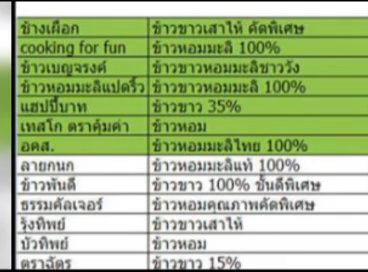 ช้างเผือก ข้าวขาวเสาไห้ คัดพิเศษ
cooking for fun ข้าวหอมมะลิ 100%
ข้าวเบญจรงค์ ข้าวขาวหอมมะลิชาววัง
ข้าวหอมมะลิแปดริ้ว ข้าวขาวหอมมะลิ 100%
แฮปปี้บาท ข้าวขาว 35%
เทสโก ตราคุ้มค่า ข้าวหอม
อคส. ข้าวหอมมะลิไทย 100%
ลายกนก ข้าวหอมมะลิแท้ 100%
ข้าวพันดี ข้าวขาว 100% ชั้นดีพิเศษ
ธรรมคัลเจอร์ ข้าวหอมคุณภาพคัดพิเศษ
รุ้งทิพย์ ข้าวขาวเสาไห้
บัวทิพย์ ข้าวหอม
ตราฉัตร ข้าวขาว 15%